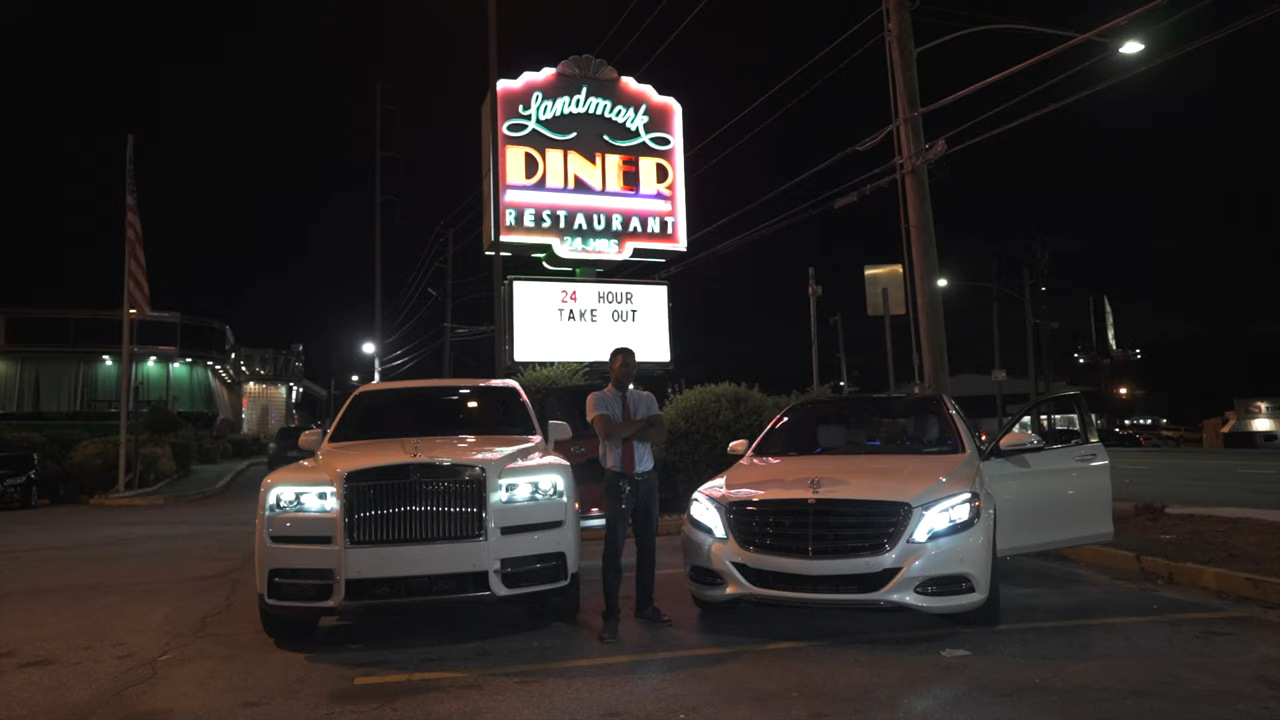 Landmark
DINER
RESTAURANT
24 HRS
24 HOUR
TAKE OUT